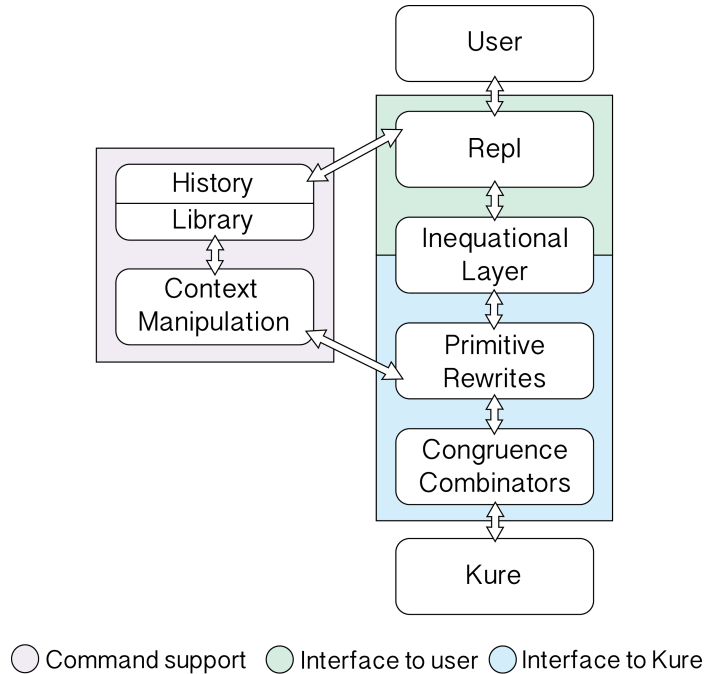 User
Repl
History
Library
Inequational
Layer
Context
Manipulation
Primitive
Rewrites
Congruence
Combinators
Kure
Command support
Interface to user
Interface to Kure